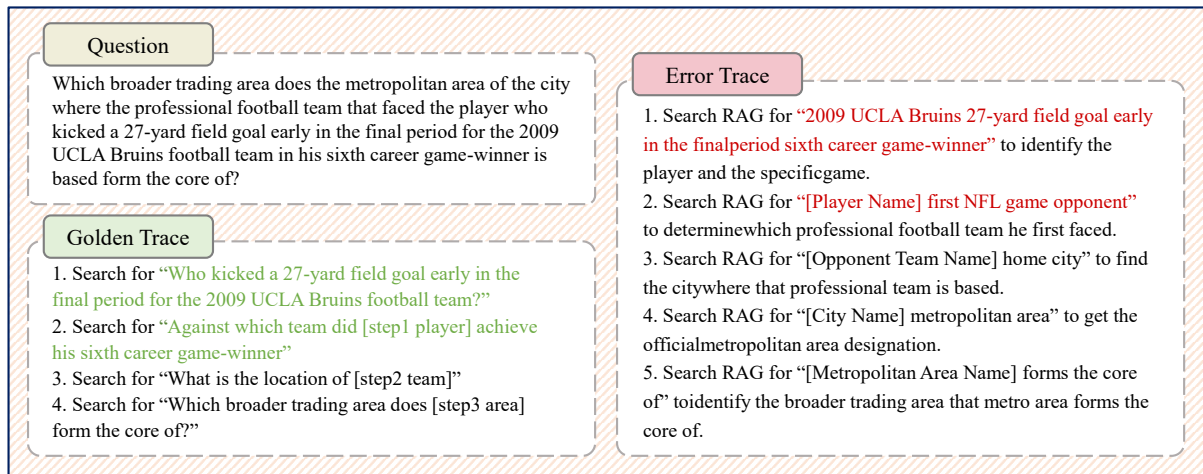 Question
Which broader trading area does the metropolitan area of the city
where the professional football team that faced the player who
kicked a 27-yard field goal early in the final period for the 2009
UCLA Bruins football team in his sixth career game-winner is
based form the core of?
Golden Trace
1. Search for “Who kicked a 27-yard field goal early in the
final period for the 2009 UCLA Bruins football team?”
2. Search for “Against which team did [step1 player] achieve
his sixth career game-winner”
3. Search for “What is the location of [step2 team]”
4. Search for “Which broader trading area does [step3 area]
form the core of?”
Error Trace
1. Search RAG for “2009 UCLA Bruins 27-yard field goal early
in the finalperiod sixth career game-winner” to identify the
player and the specificgame.
2. Search RAG for “[Player Name] first NFL game opponent”
to determinewhich professional football team he first faced.
3. Search RAG for “[Opponent Team Name] home city” to find
the citywhere that professional team is based.
4. Search RAG for “[City Name] metropolitan area” to get the
officialmetropolitan area designation.
5. Search RAG for “[Metropolitan Area Name] forms the core
of” toidentify the broader trading area that metro area forms the
core of.